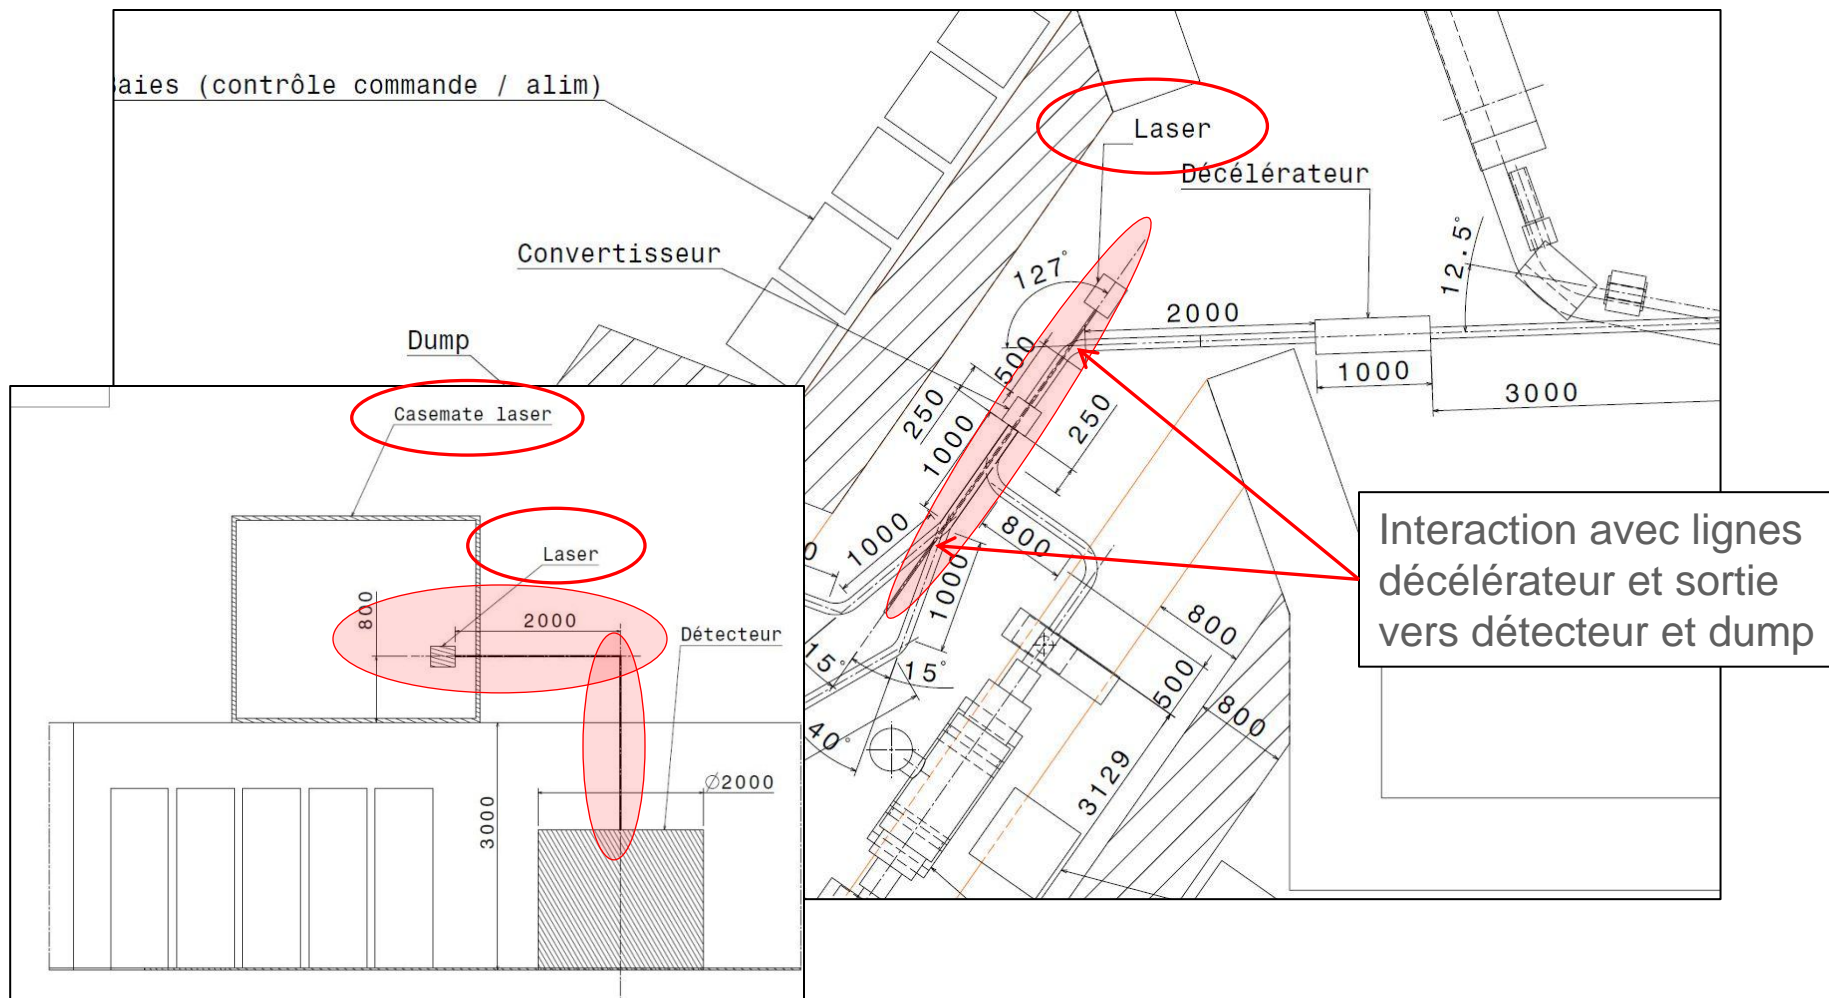 Baies (contrôle commande / alim)
Laser
Décélérateur
Convertisseur
127°
12.5°
2000
Dump
500
1000
3000
250
250
1000
Casemate laser
1000
800
1000
Interaction avec lignes
décélérateur et sortie
vers détecteur et dump
Laser
800
2000
Détecteur
800
15°
15°
500
800
40°
3129
Ø2000
3000